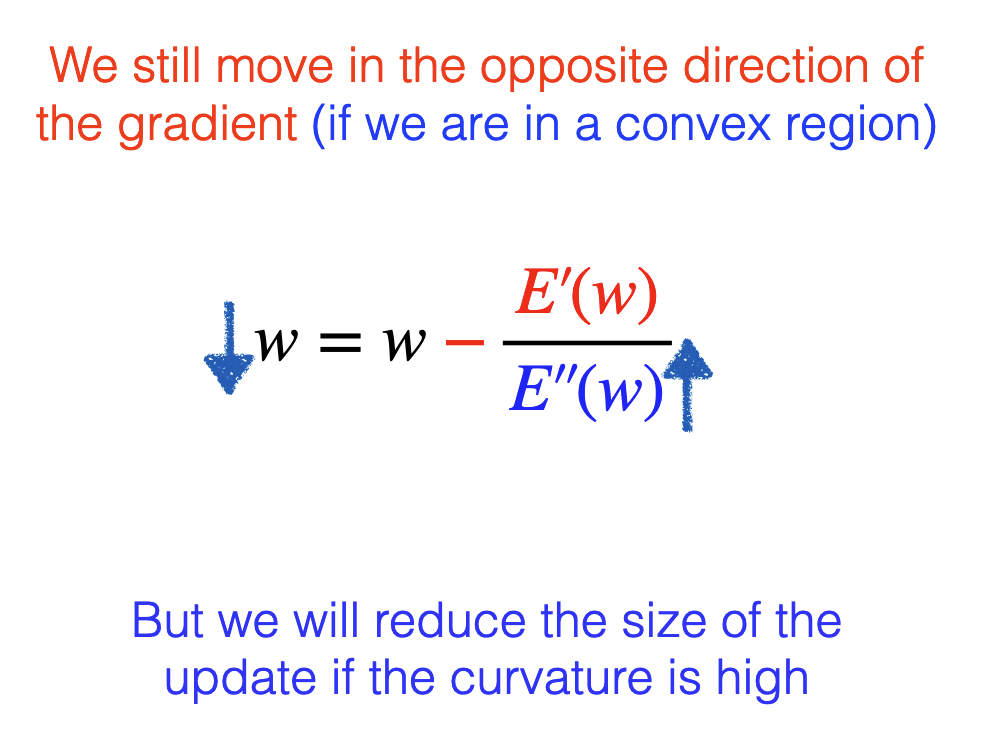 We still move in the opposite direction of
the gradient (if we are in a convex region)
w = w − E′(w) / E′′(w)
But we will reduce the size of the
update if the curvature is high